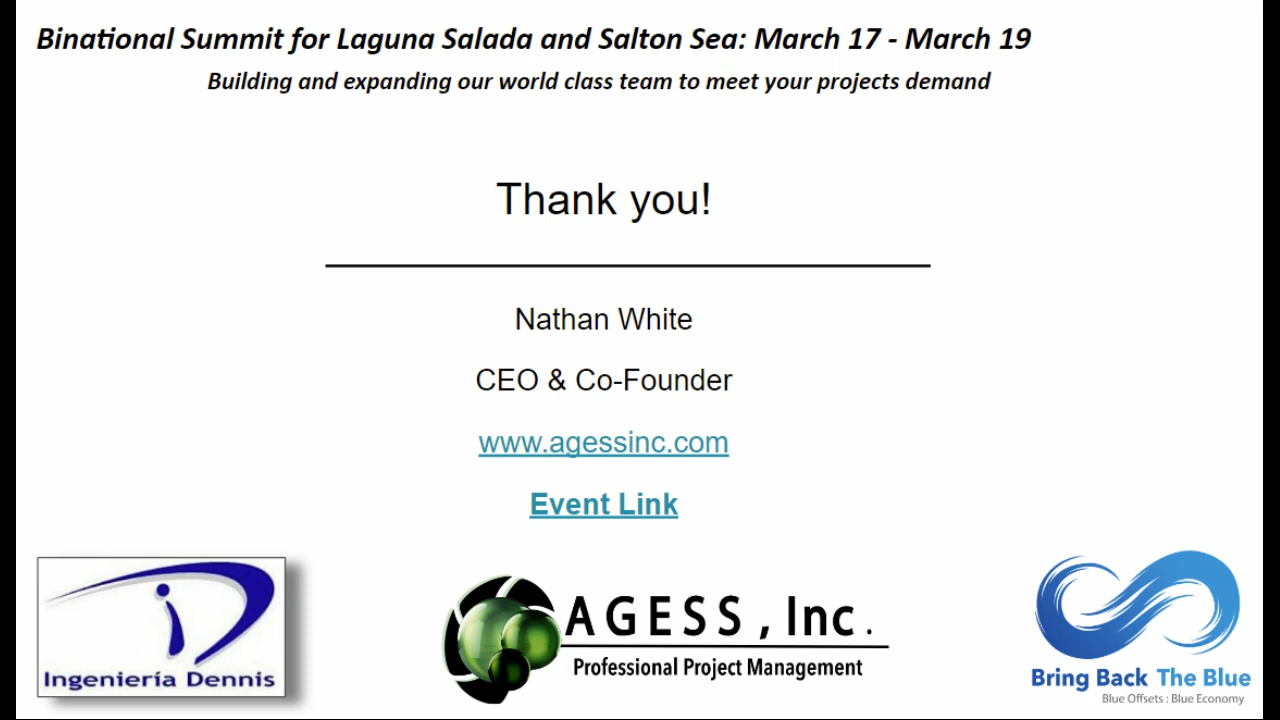 Binational Summit for Laguna Salada and Salton Sea: March 17 - March 19
Building and expanding our world class team to meet your projects demand
Thank you!
Nathan White
CEO & Co-Founder
www.agessinc.com
Event Link
Ingeniería Dennis
AGESS, Inc.
Professional Project Management
Bring Back The Blue
Blue Offsets : Blue Economy